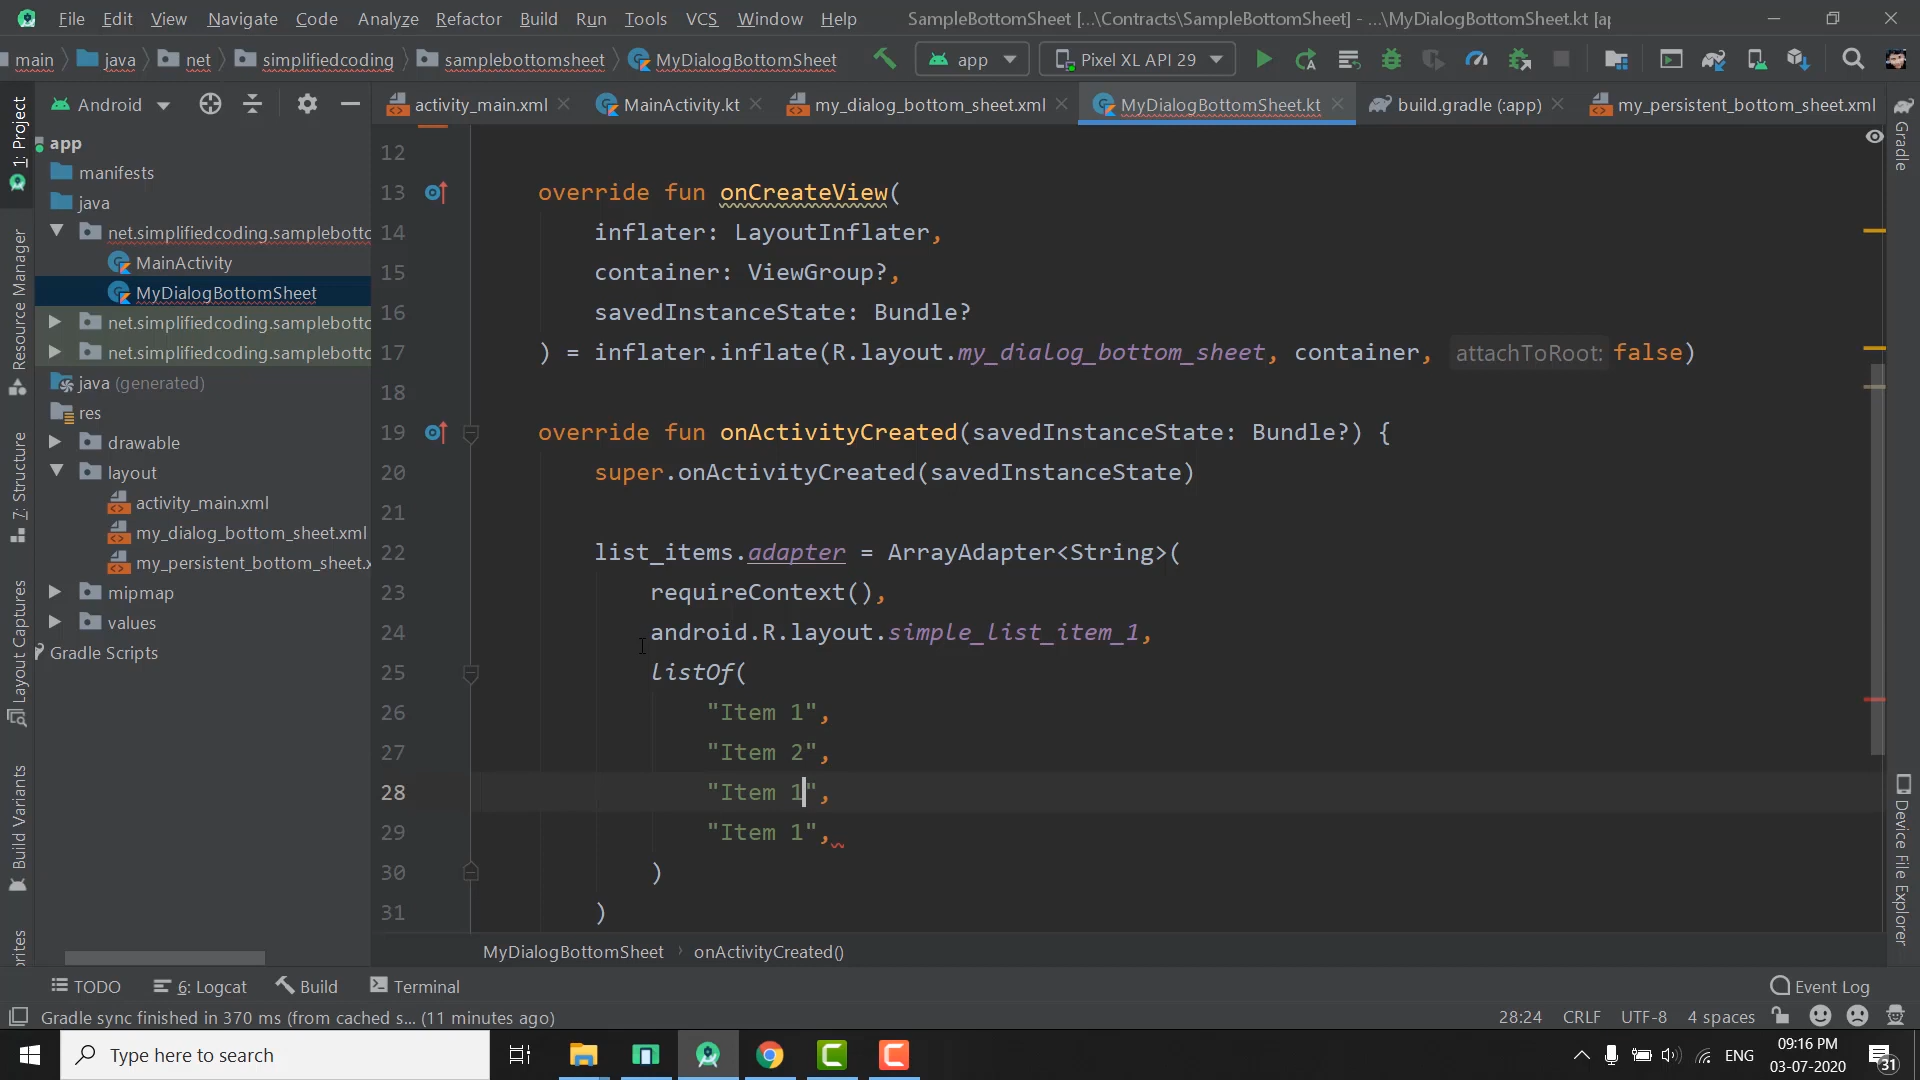 File Edit View Navigate Code Analyze Refactor Build Run Tools VCS Window Help SampleBottomSheet [...\Contracts\SampleBottomSheet] - ...\MyDialogBottomSheet.kt [ap
main java net simplifiedcoding samplebottomsheet MyDialogBottomSheet app Pixel XL API 29
Android activity_main.xml MainActivity.kt my_dialog_bottom_sheet.xml MyDialogBottomSheet.kt build.gradle (:app) my_persistent_bottom_sheet.xml
1: Project
Resource Manager
Z: Structure
Layout Captures
Build Variants
orites
app
manifests
java
net.simplifiedcoding.samplebotto
MainActivity
MyDialogBottomSheet
net.simplifiedcoding.samplebotto
net.simplifiedcoding.samplebotto
java (generated)
res
drawable
layout
activity_main.xml
my_dialog_bottom_sheet.xml
my_persistent_bottom_sheet.x
mipmap
values
Gradle Scripts
12
13 override fun onCreateView(
14 inflater: LayoutInflater,
15 container: ViewGroup?,
16 savedInstanceState: Bundle?
17 ) = inflater.inflate(R.layout.my_dialog_bottom_sheet, container, attachToRoot: false)
18
19 override fun onActivityCreated(savedInstanceState: Bundle?) {
20 super.onActivityCreated(savedInstanceState)
21
22 list_items.adapter = ArrayAdapter<String>(
23 requireContext(),
24 android.R.layout.simple_list_item_1,
25 listOf(
26 "Item 1",
27 "Item 2",
28 "Item 1",
29 "Item 1",
30 )
31 )
Gradle
Device File Explorer
MyDialogBottomSheet onActivityCreated()
TODO 6: Logcat Build Terminal Event Log
Gradle sync finished in 370 ms (from cached s... (11 minutes ago) 28:24 CRLF UTF-8 4 spaces
Type here to search ENG 09:16 PM
03-07-2020 31